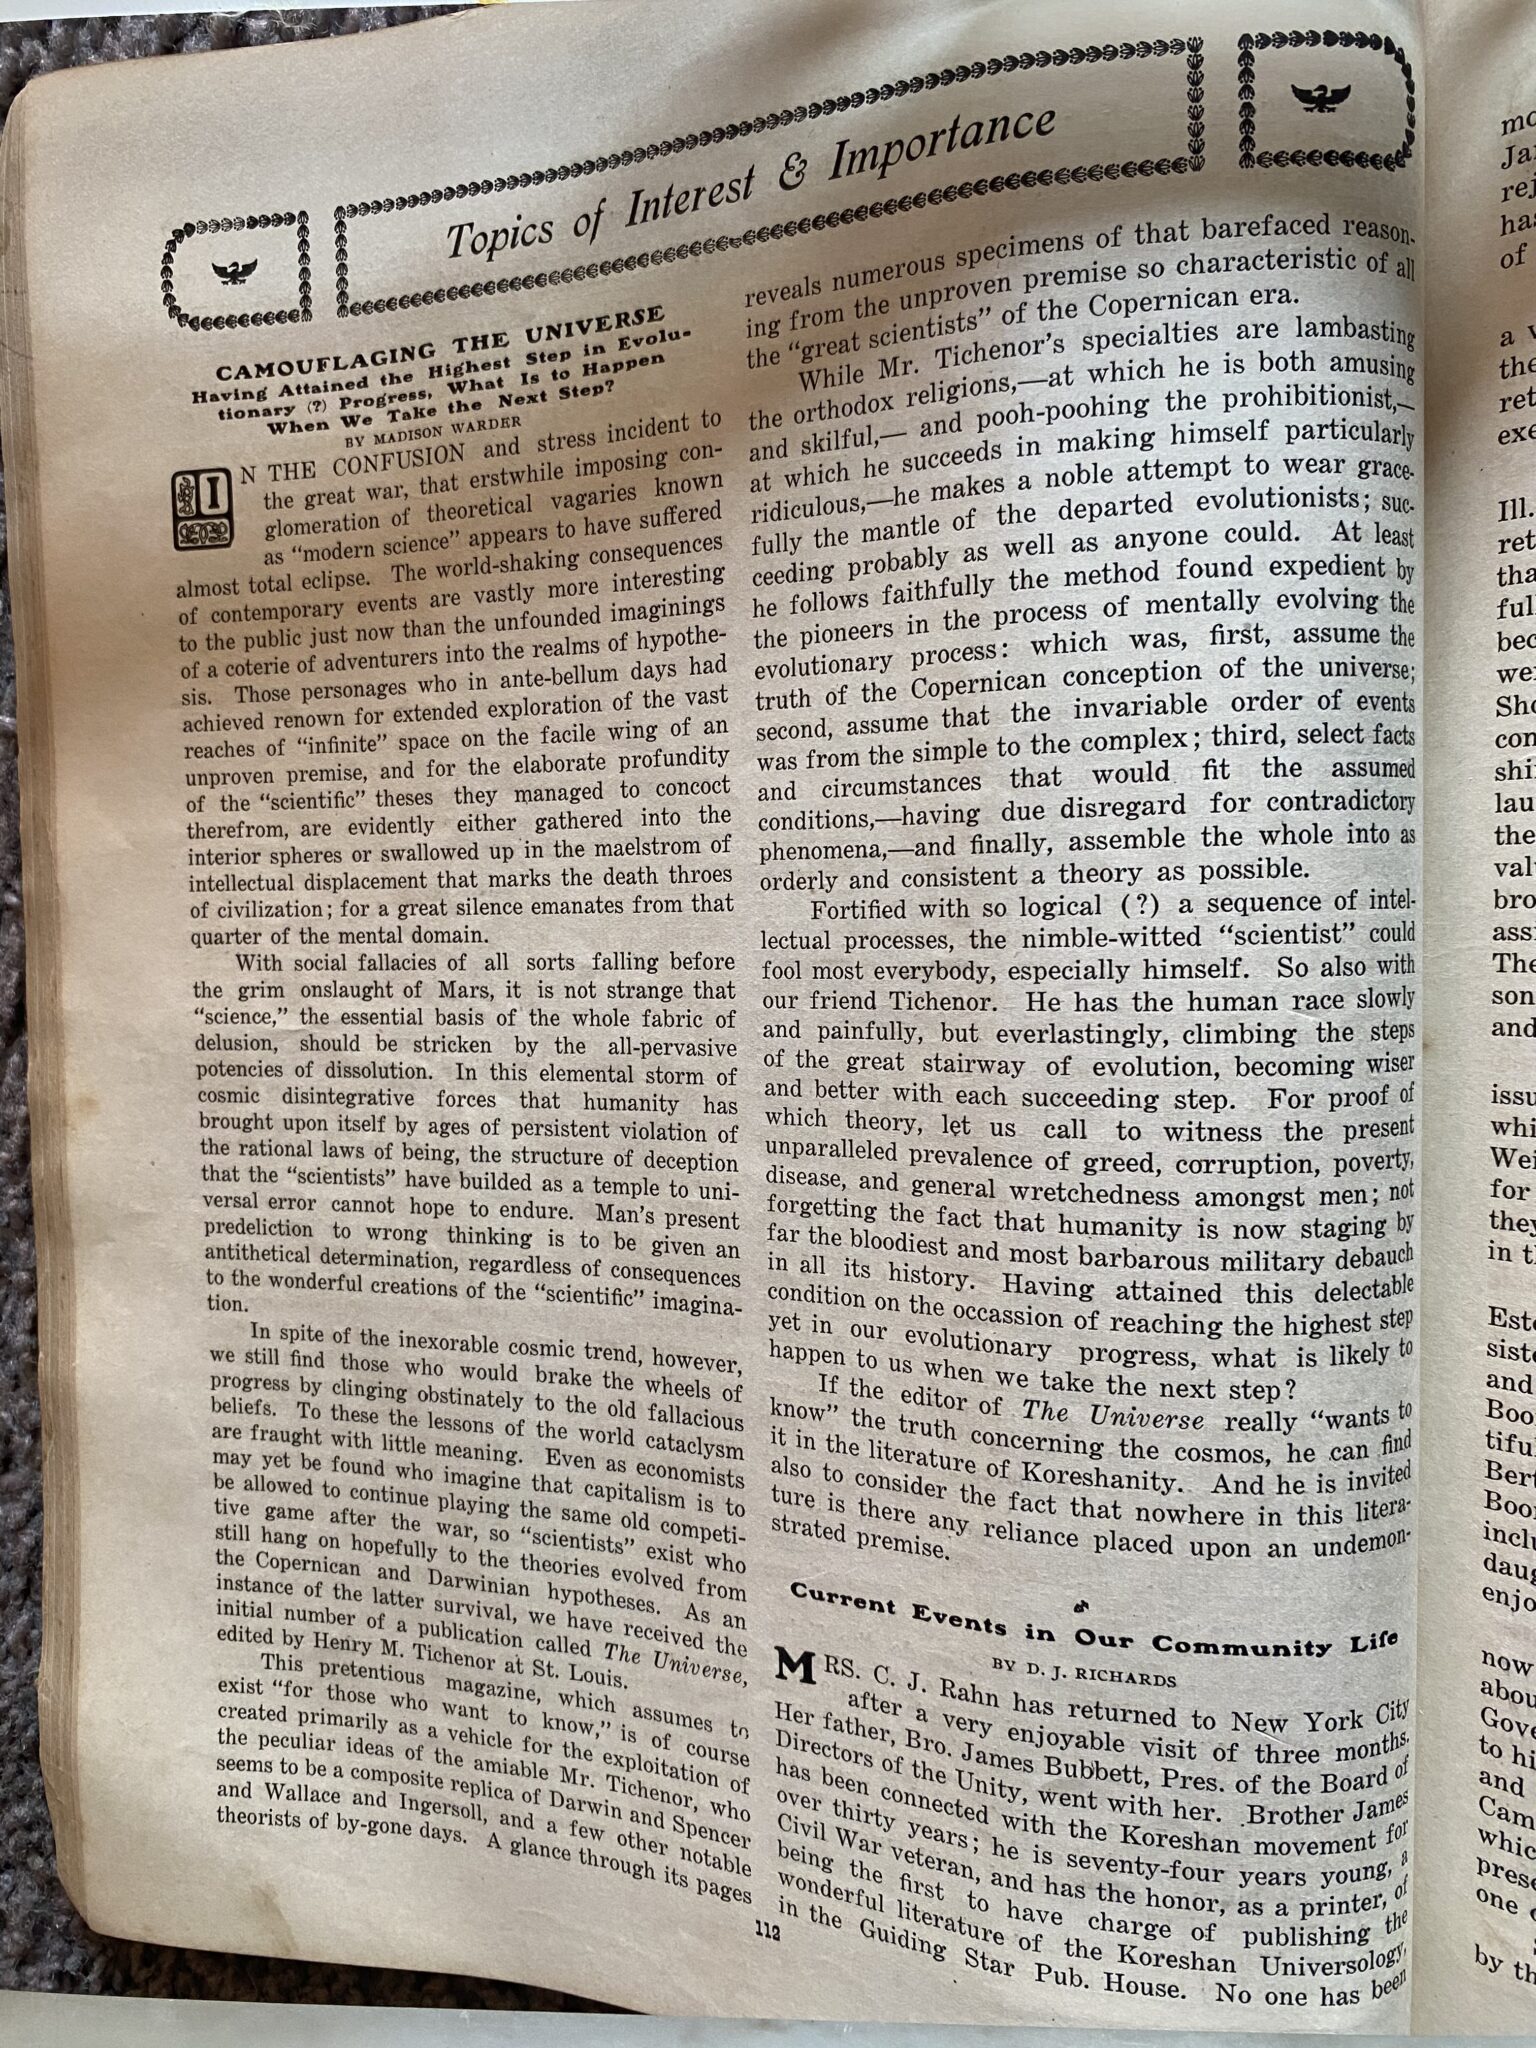 Topics of Interest & Importance
CAMOUFLAGING THE UNIVERSE
Having Attained the Highest Step in Evolu-
tionary (?) Progress, What Is to Happen
When We Take the Next Step?
BY MADISON WARDER
IN THE CONFUSION and stress incident to
the great war, that erstwhile imposing con-
glomeration of theoretical vagaries known
as "modern science" appears to have suffered
almost total eclipse. The world-shaking consequences
of contemporary events are vastly more interesting
to the public just now than the unfounded imaginings
of a coterie of adventurers into the realms of hypothe-
sis. Those personages who in ante-bellum days had
achieved renown for extended exploration of the vast
reaches of "infinite" space on the facile wing of an
unproven premise, and for the elaborate profundity
of the "scientific" theses they managed to concoct
therefrom, are evidently either gathered into the
interior spheres or swallowed up in the maelstrom of
intellectual displacement that marks the death throes
of civilization; for a great silence emanates from that
quarter of the mental domain.
With social fallacies of all sorts falling before
the grim onslaught of Mars, it is not strange that
"science," the essential basis of the whole fabric of
delusion, should be stricken by the all-pervasive
potencies of dissolution. In this elemental storm of
cosmic disintegrative forces that humanity has
brought upon itself by ages of persistent violation of
the rational laws of being, the structure of deception
that the "scientists" have builded as a temple to uni-
versal error cannot hope to endure. Man's present
predeliction to wrong thinking is to be given an
antithetical determination, regardless of consequences
to the wonderful creations of the "scientific" imagina-
tion.
In spite of the inexorable cosmic trend, however,
we still find those who would brake the wheels of
progress by clinging obstinately to the old fallacious
beliefs. To these the lessons of the world cataclysm
are fraught with little meaning. Even as economists
may yet be found who imagine that capitalism is to
be allowed to continue playing the same old competi-
tive game after the war, so "scientists" exist who
still hang on hopefully to the theories evolved from
the Copernican and Darwinian hypotheses. As an
instance of the latter survival, we have received the
initial number of a publication called The Universe,
edited by Henry M. Tichenor at St. Louis.
This pretentious magazine, which assumes to
exist "for those who want to know," is of course
created primarily as a vehicle for the exploitation of
the peculiar ideas of the amiable Mr. Tichenor, who
seems to be a composite replica of Darwin and Spencer
and Wallace and Ingersoll, and a few other notable
theorists of by-gone days. A glance through its pages
reveals numerous specimens of that barefaced reason-
ing from the unproven premise so characteristic of all
the "great scientists" of the Copernican era.
While Mr. Tichenor's specialties are lambasting
the orthodox religions,—at which he is both amusing
and skilful,— and pooh-poohing the prohibitionist,—
at which he succeeds in making himself particularly
ridiculous,—he makes a noble attempt to wear grace-
fully the mantle of the departed evolutionists; suc-
ceeding probably as well as anyone could. At least
he follows faithfully the method found expedient by
the pioneers in the process of mentally evolving the
evolutionary process: which was, first, assume the
truth of the Copernican conception of the universe;
second, assume that the invariable order of events
was from the simple to the complex; third, select facts
and circumstances that would fit the assumed
conditions,—having due disregard for contradictory
phenomena,—and finally, assemble the whole into as
orderly and consistent a theory as possible.
Fortified with so logical (?) a sequence of intel-
lectual processes, the nimble-witted "scientist" could
fool most everybody, especially himself. So also with
our friend Tichenor. He has the human race slowly
and painfully, but everlastingly, climbing the steps
of the great stairway of evolution, becoming wiser
and better with each succeeding step. For proof of
which theory, let us call to witness the present
unparalleled prevalence of greed, corruption, poverty,
disease, and general wretchedness amongst men; not
forgetting the fact that humanity is now staging by
far the bloodiest and most barbarous military debauch
in all its history. Having attained this delectable
condition on the occassion of reaching the highest step
yet in our evolutionary progress, what is likely to
happen to us when we take the next step?
If the editor of The Universe really "wants to
know" the truth concerning the cosmos, he can find
it in the literature of Koreshanity. And he is invited
also to consider the fact that nowhere in this litera-
ture is there any reliance placed upon an undemon-
strated premise.
Current Events in Our Community Life
BY D. J. RICHARDS
MRS. C. J. Rahn has returned to New York City
after a very enjoyable visit of three months.
Her father, Bro. James Bubbett, Pres. of the Board of
Directors of the Unity, went with her. Brother James
has been connected with the Koreshan movement for
over thirty years; he is seventy-four years young, a
Civil War veteran, and has the honor, as a printer, of
being the first to have charge of publishing the
wonderful literature of the Koreshan Universology,
in the Guiding Star Pub. House. No one has been
112